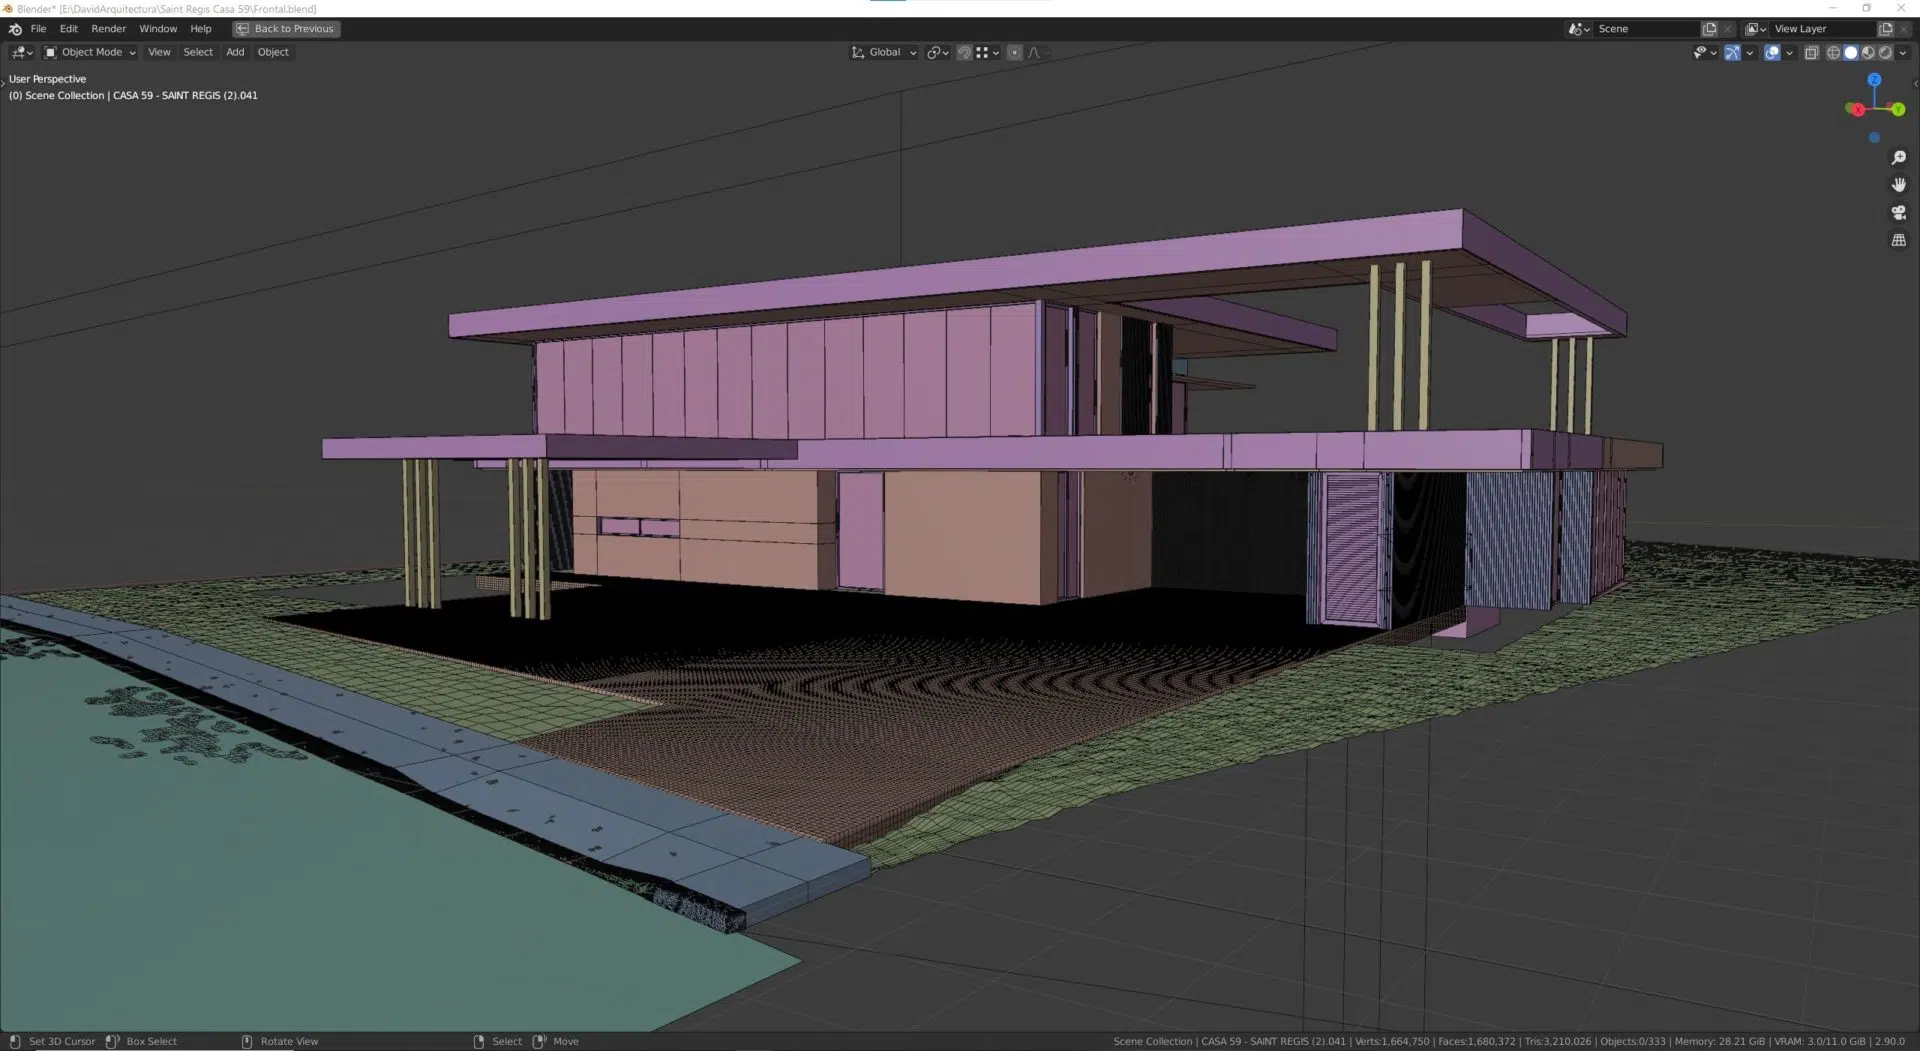 Blender* [E:\DavidArquitectura\Saint Regis Casa 59\Frontal.blend]
File Edit Render Window Help Back to Previous Scene View Layer
Object Mode View Select Add Object Global
User Perspective
(0) Scene Collection | CASA 59 - SAINT REGIS (2).041
Z
X Y
Set 3D Cursor Box Select Rotate View Select Move Scene Collection | CASA 59 - SAINT REGIS (2).041 | Verts:1,664,750 | Faces:1,680,372 | Tris:3,210,026 | Objects:0/333 | Memory: 28.21 GiB | VRAM: 3.0/11.0 GiB | 2.90.0